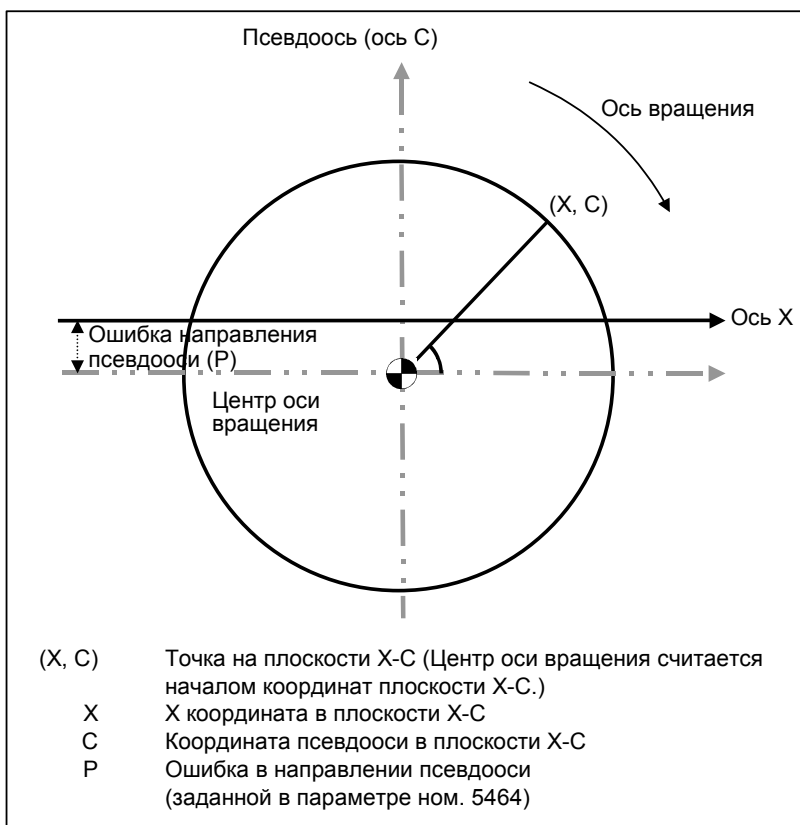 Псевдоось (ось C)
Ось вращения
(X, C)
Ось X
Ошибка направления
псевдооси (P)
Центр оси
вращения
(X, C) Точка на плоскости X-C (Центр оси вращения считается
началом координат плоскости X-C.)
X X координата в плоскости X-C
C Координата псевдооси в плоскости X-C
P Ошибка в направлении псевдооси
(заданной в параметре ном. 5464)